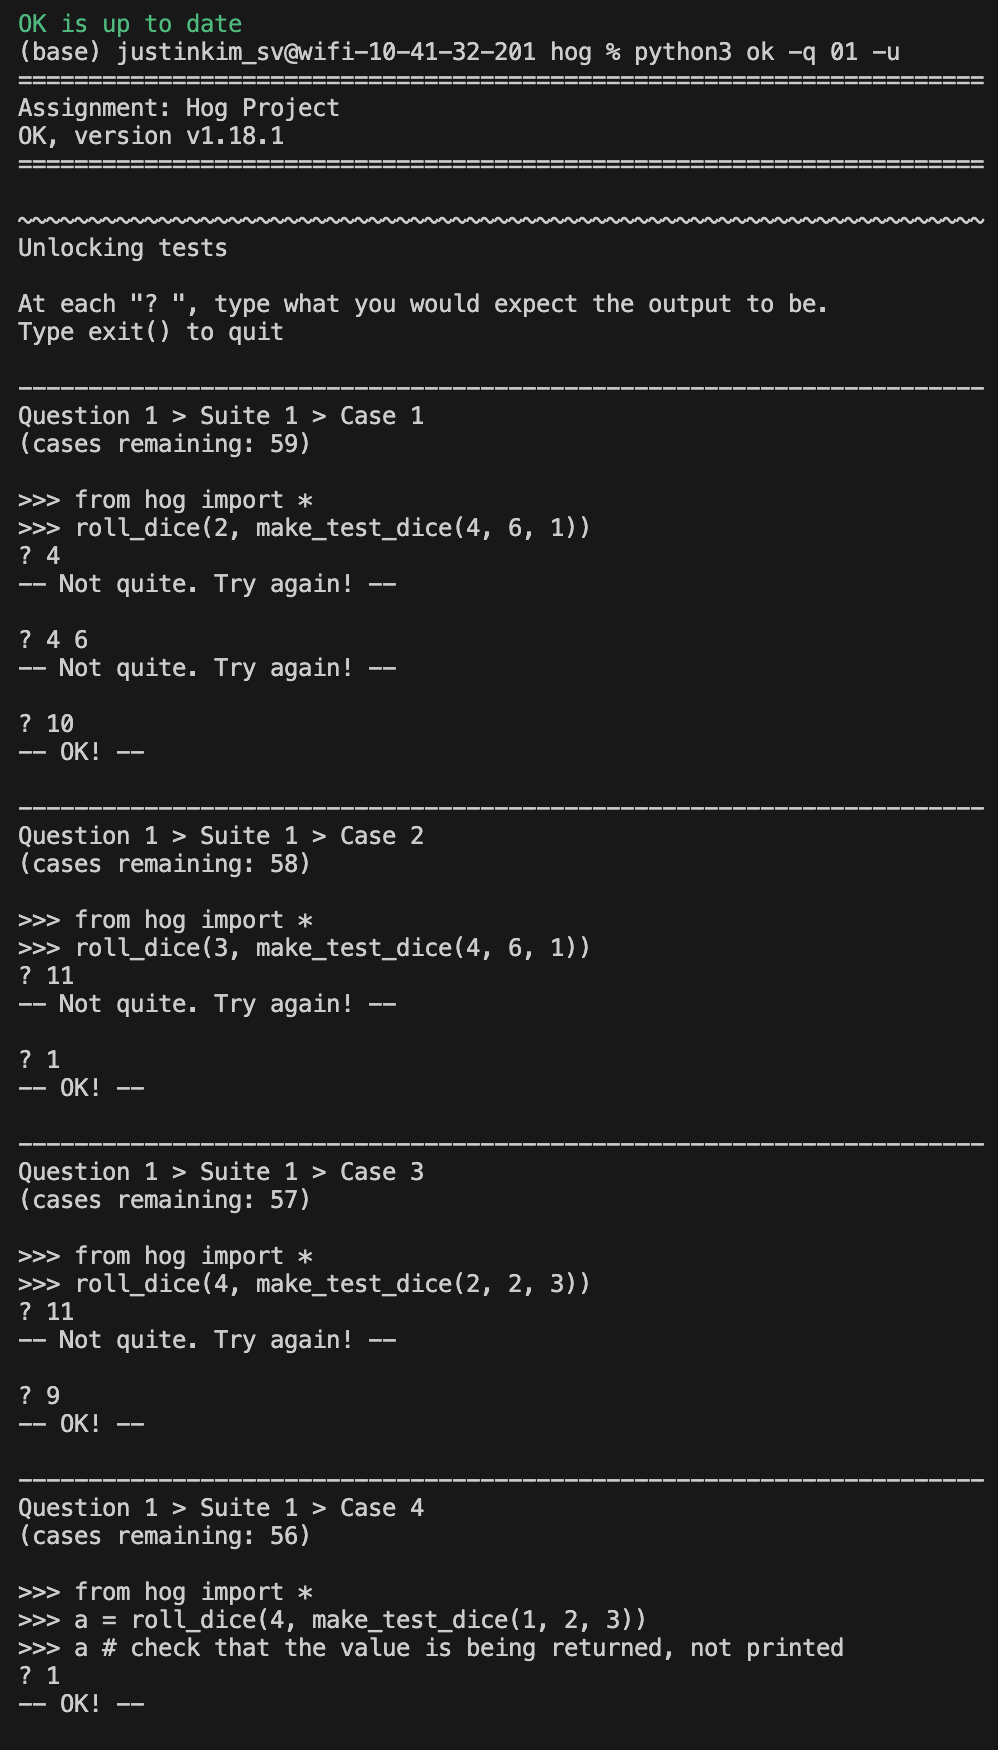 OK is up to date
(base) justinkim_sv@wifi-10-41-32-201 hog % python3 ok -q 01 -u
=====================================================================
Assignment: Hog Project
OK, version v1.18.1
=====================================================================
~~~~~~~~~~~~~~~~~~~~~~~~~~~~~~~~~~~~~~~~~~~~~~~~~~~~~~~~~~~~~~~~~~~~~
Unlocking tests
At each "? ", type what you would expect the output to be.
Type exit() to quit
---------------------------------------------------------------------
Question 1 > Suite 1 > Case 1
(cases remaining: 59)
>>> from hog import *
>>> roll_dice(2, make_test_dice(4, 6, 1))
? 4
-- Not quite. Try again! --
? 4 6
-- Not quite. Try again! --
? 10
-- OK! --
---------------------------------------------------------------------
Question 1 > Suite 1 > Case 2
(cases remaining: 58)
>>> from hog import *
>>> roll_dice(3, make_test_dice(4, 6, 1))
? 11
-- Not quite. Try again! --
? 1
-- OK! --
---------------------------------------------------------------------
Question 1 > Suite 1 > Case 3
(cases remaining: 57)
>>> from hog import *
>>> roll_dice(4, make_test_dice(2, 2, 3))
? 11
-- Not quite. Try again! --
? 9
-- OK! --
---------------------------------------------------------------------
Question 1 > Suite 1 > Case 4
(cases remaining: 56)
>>> from hog import *
>>> a = roll_dice(4, make_test_dice(1, 2, 3))
>>> a # check that the value is being returned, not printed
? 1
-- OK! --